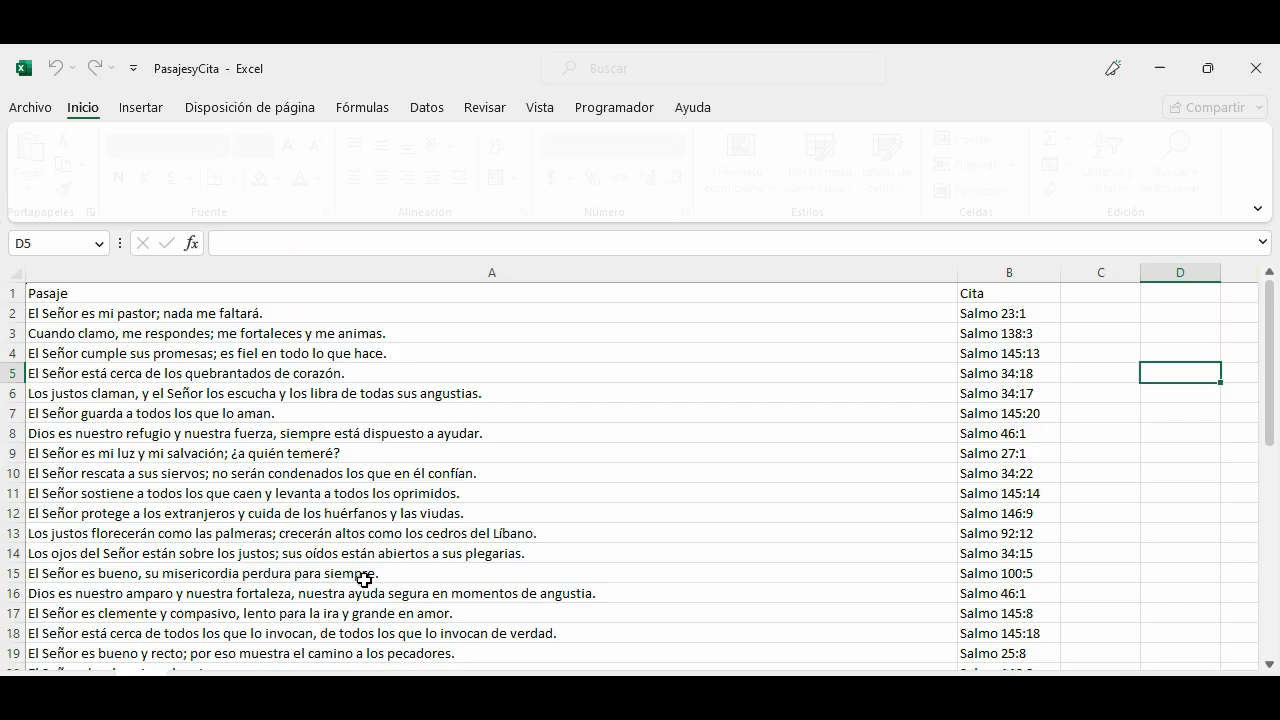 PasajesyCita - Excel
Buscar
Archivo Inicio Insertar Disposición de página Fórmulas Datos Revisar Vista Programador Ayuda Compartir
Portapapeles Fuente Alineación Número Estilos Celdas Edición
D5 fx
A B C D
1 Pasaje Cita
2 El Señor es mi pastor; nada me faltará. Salmo 23:1
3 Cuando clamo, me respondes; me fortaleces y me animas. Salmo 138:3
4 El Señor cumple sus promesas; es fiel en todo lo que hace. Salmo 145:13
5 El Señor está cerca de los quebrantados de corazón. Salmo 34:18
6 Los justos claman, y el Señor los escucha y los libra de todas sus angustias. Salmo 34:17
7 El Señor guarda a todos los que lo aman. Salmo 145:20
8 Dios es nuestro refugio y nuestra fuerza, siempre está dispuesto a ayudar. Salmo 46:1
9 El Señor es mi luz y mi salvación; ¿a quién temeré? Salmo 27:1
10 El Señor rescata a sus siervos; no serán condenados los que en él confían. Salmo 34:22
11 El Señor sostiene a todos los que caen y levanta a todos los oprimidos. Salmo 145:14
12 El Señor protege a los extranjeros y cuida de los huérfanos y las viudas. Salmo 146:9
13 Los justos florecerán como las palmeras; crecerán altos como los cedros del Líbano. Salmo 92:12
14 Los ojos del Señor están sobre los justos; sus oídos están abiertos a sus plegarias. Salmo 34:15
15 El Señor es bueno, su misericordia perdura para siempre. Salmo 100:5
16 Dios es nuestro amparo y nuestra fortaleza, nuestra ayuda segura en momentos de angustia. Salmo 46:1
17 El Señor es clemente y compasivo, lento para la ira y grande en amor. Salmo 145:8
18 El Señor está cerca de todos los que lo invocan, de todos los que lo invocan de verdad. Salmo 145:18
19 El Señor es bueno y recto; por eso muestra el camino a los pecadores. Salmo 25:8